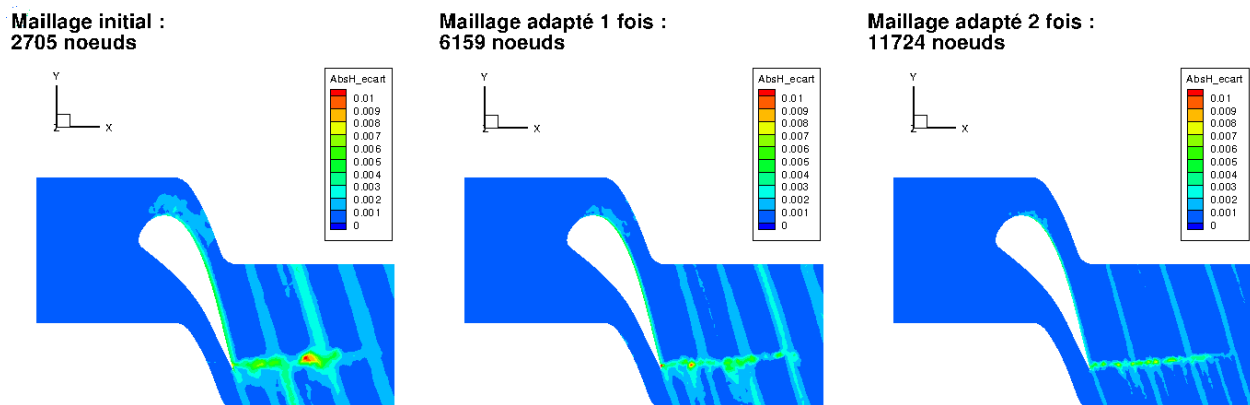 Maillage initial :
2705 noeuds
Y
Z
X
AbsH_ecart
0.01
0.009
0.008
0.007
0.006
0.005
0.004
0.003
0.002
0.001
0
Maillage adapté 1 fois :
6159 noeuds
Y
Z
X
AbsH_ecart
0.01
0.009
0.008
0.007
0.006
0.005
0.004
0.003
0.002
0.001
0
Maillage adapté 2 fois :
11724 noeuds
Y
Z
X
AbsH_ecart
0.01
0.009
0.008
0.007
0.006
0.005
0.004
0.003
0.002
0.001
0